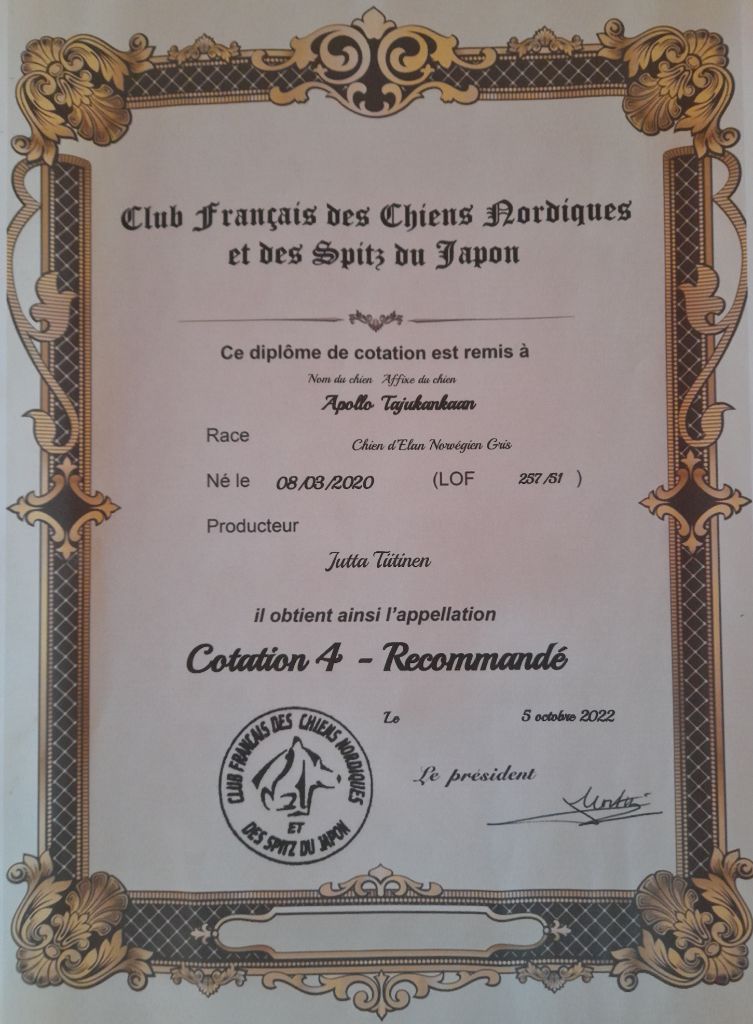 Club Français des Chiens Nordiques
et des Spitz du Japon
Ce diplôme de cotation est remis à
Nom du chien Affixe du chien
Apollo Tajukankaan
Race Chien d'Elan Norvégien Gris
Né le 08/03/2020 (LOF 257/51 )
Producteur
Jutta Tiitinen
il obtient ainsi l'appellation
Cotation 4 - Recommandé
Le 5 octobre 2022
Le président
CLUB FRANÇAIS DES CHIENS NORDIQUES
ET
DES SPITZ DU JAPON